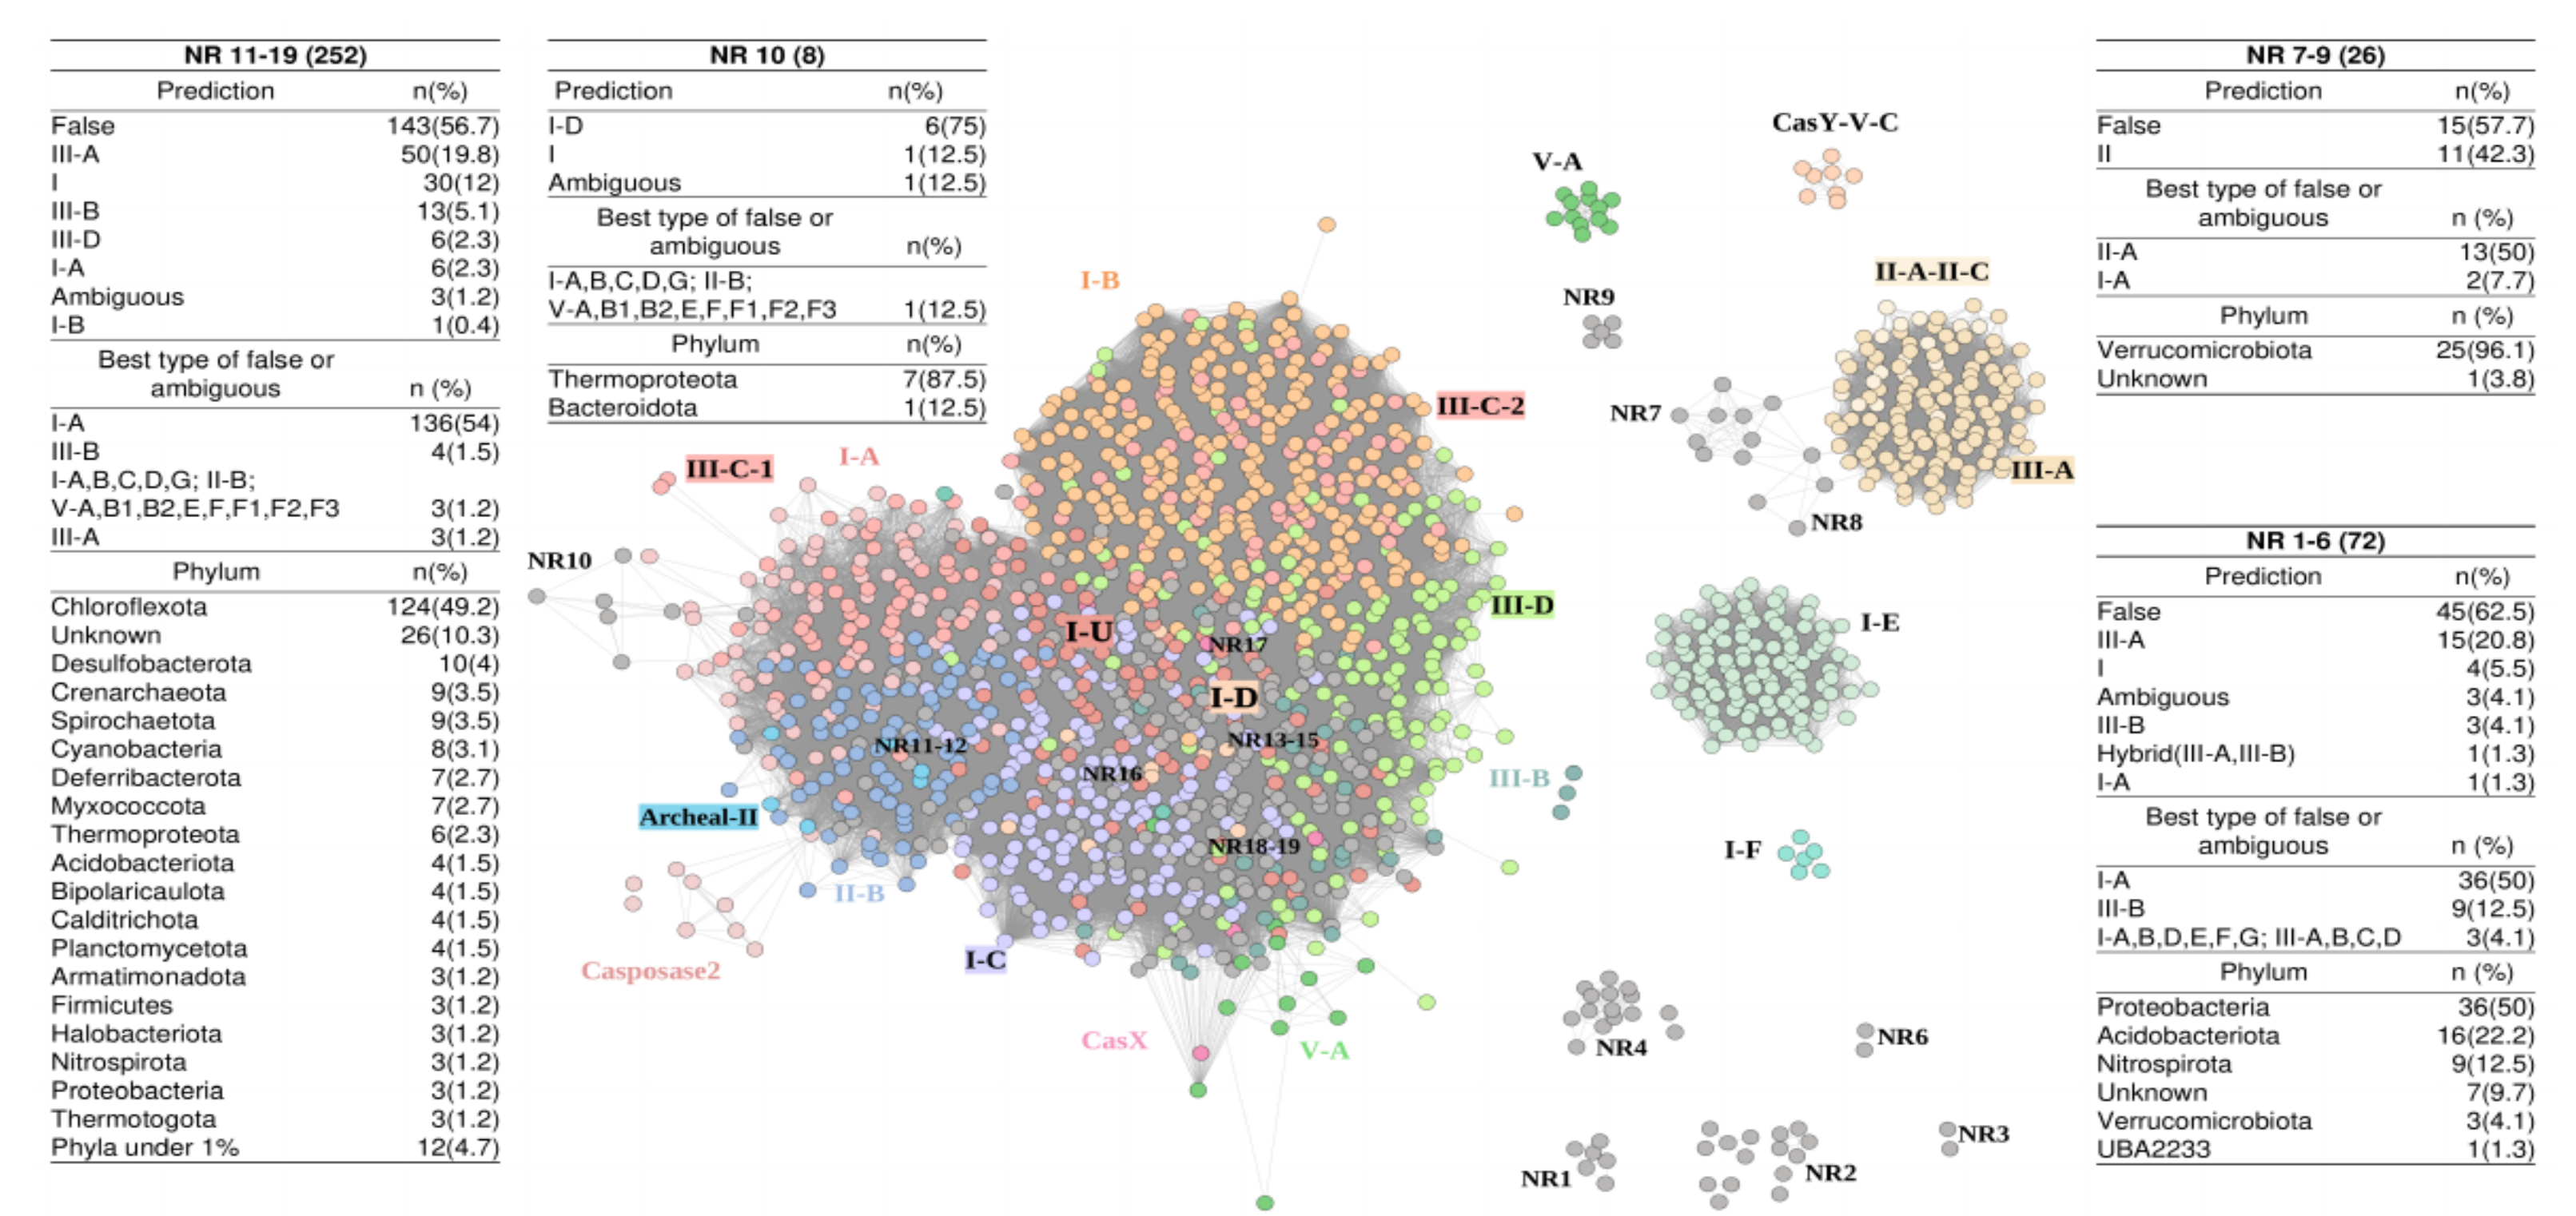 NR 11-19 (252)
Prediction n(%)
False 143(56.7)
III-A 50(19.8)
I 30(12)
III-B 13(5.1)
III-D 6(2.3)
I-A 6(2.3)
Ambiguous 3(1.2)
I-B 1(0.4)
Best type of false or
ambiguous n (%)
I-A 136(54)
III-B 4(1.5)
I-A,B,C,D,G; II-B;
V-A,B1,B2,E,F,F1,F2,F3 3(1.2)
III-A 3(1.2)
Phylum n(%)
Chloroflexota 124(49.2)
Unknown 26(10.3)
Desulfobacterota 10(4)
Crenarchaeota 9(3.5)
Spirochaetota 9(3.5)
Cyanobacteria 8(3.1)
Deferribacterota 7(2.7)
Myxococcota 7(2.7)
Thermoproteota 6(2.3)
Acidobacteriota 4(1.5)
Bipolaricaulota 4(1.5)
Calditrichota 4(1.5)
Planctomycetota 4(1.5)
Armatimonadota 3(1.2)
Firmicutes 3(1.2)
Halobacteriota 3(1.2)
Nitrospirota 3(1.2)
Proteobacteria 3(1.2)
Thermotogota 3(1.2)
Phyla under 1% 12(4.7)
NR 10 (8)
Prediction n(%)
I-D 6(75)
I 1(12.5)
Ambiguous 1(12.5)
Best type of false or
ambiguous n(%)
I-A,B,C,D,G; II-B;
V-A,B1,B2,E,F,F1,F2,F3 1(12.5)
Phylum n(%)
Thermoproteota 7(87.5)
Bacteroidota 1(12.5)
CasY-V-C
V-A
I-B
II-A-II-C
NR9
III-C-2
NR7
I-A
III-C-1
III-A
NR8
NR10
III-D
I-U
I-E
NR17
I-D
NR11-12
NR13-15
NR16
III-B
Archeal-II
NR18-19
I-F
II-B
I-C
Casposase2
CasX
V-A
NR4
NR6
NR3
NR1
NR2
NR 7-9 (26)
Prediction n(%)
False 15(57.7)
II 11(42.3)
Best type of false or
ambiguous n (%)
II-A 13(50)
I-A 2(7.7)
Phylum n (%)
Verrucomicrobiota 25(96.1)
Unknown 1(3.8)
NR 1-6 (72)
Prediction n(%)
False 45(62.5)
III-A 15(20.8)
I 4(5.5)
Ambiguous 3(4.1)
III-B 3(4.1)
Hybrid(III-A,III-B) 1(1.3)
I-A 1(1.3)
Best type of false or
ambiguous n (%)
I-A 36(50)
III-B 9(12.5)
I-A,B,D,E,F,G; III-A,B,C,D 3(4.1)
Phylum n (%)
Proteobacteria 36(50)
Acidobacteriota 16(22.2)
Nitrospirota 9(12.5)
Unknown 7(9.7)
Verrucomicrobiota 3(4.1)
UBA2233 1(1.3)